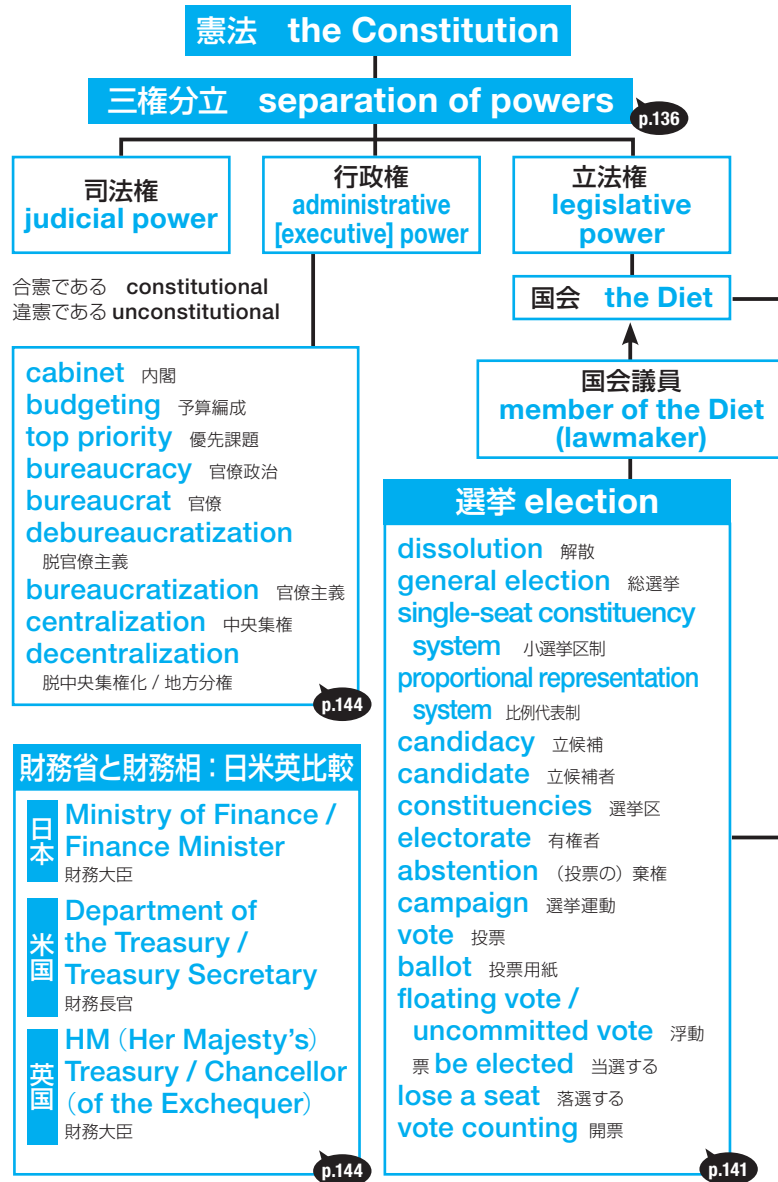 憲法 the Constitution
三権分立 separation of powers
p.136
司法権
judicial power
行政権
administrative
[executive] power
立法権
legislative
power
合憲である constitutional
違憲である unconstitutional
国会 the Diet
国会議員
member of the Diet
(lawmaker)
cabinet 内閣
budgeting 予算編成
top priority 優先課題
bureaucracy 官僚政治
bureaucrat 官僚
debureaucratization
脱官僚主義
bureaucratization 官僚主義
centralization 中央集権
decentralization
脱中央集権化 / 地方分権
p.144
選挙 election
dissolution 解散
general election 総選挙
single-seat constituency
system 小選挙区制
proportional representation
system 比例代表制
candidacy 立候補
candidate 立候補者
constituencies 選挙区
electorate 有権者
abstention （投票の）棄権
campaign 選挙運動
vote 投票
ballot 投票用紙
floating vote /
uncommitted vote 浮動
票 be elected 当選する
lose a seat 落選する
vote counting 開票
p.141
財務省と財務相：日米英比較
日本
Ministry of Finance /
Finance Minister
財務大臣
米国
Department of
the Treasury /
Treasury Secretary
財務長官
英国
HM（Her Majesty's）
Treasury / Chancellor
（of the Exchequer）
財務大臣
p.144